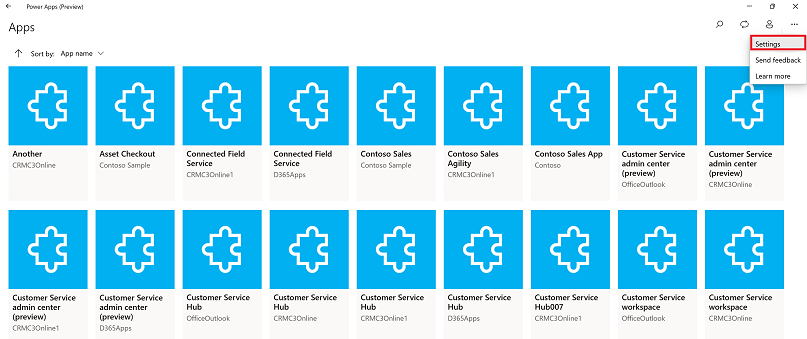 Power Apps (Preview)
Apps
Sort by: App name
Settings
Send feedback
Learn more
Another
CRMC3Online
Asset Checkout
Contoso Sample
Connected Field
Service
CRMC3Online1
Connected Field
Service
D365Apps
Contoso Sales
Contoso Sample
Contoso Sales
Agility
CRMC3Online1
Contoso Sales App
Contoso
Customer Service
admin center
(preview)
OfficeOutlook
Customer Service
admin center
(preview)
CRMC3Online
Customer Service
admin center
(preview)
CRMC3Online1
Customer Service
admin center
(preview)
D365Apps
Customer Service
Hub
OfficeOutlook
Customer Service
Hub
CRMC3Online
Customer Service
Hub
CRMC3Online1
Customer Service
Hub
D365Apps
Customer Service
Hub007
CRMC3Online1
Customer Service
workspace
OfficeOutlook
Customer Service
workspace
CRMC3Online